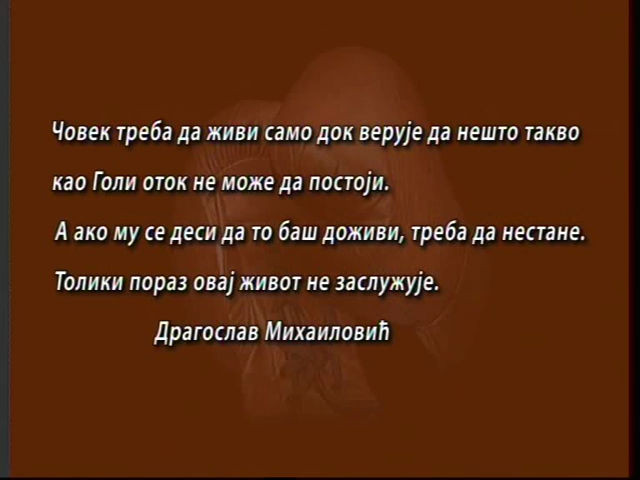 Човек треба да живи само док верује да нешто такво
као Голи оток не може да постоји.
А ако му се деси да то баш доживи, треба да нестане.
Толики пораз овај живот не заслужује.
Драгослав Михаиловић